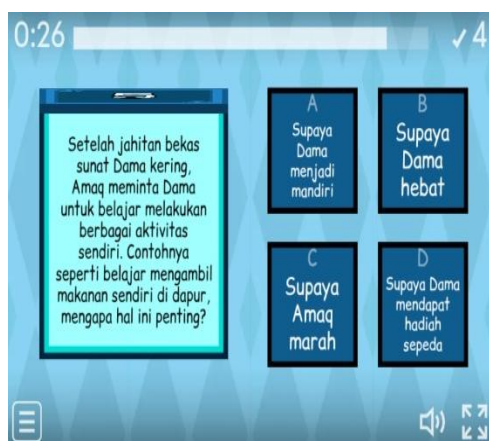 0:26
✓ 4
Setelah jahitan bekas
sunat Dama kering,
Amaq meminta Dama
untuk belajar melakukan
berbagai aktivitas
sendiri. Contohnya
seperti belajar mengambil
makanan sendiri di dapur,
mengapa hal ini penting?
A
Supaya
Dama
menjadi
mandiri
B
Supaya
Dama
hebat
C
Supaya
Amaq
marah
D
Supaya Dama
mendapat
hadiah
sepeda